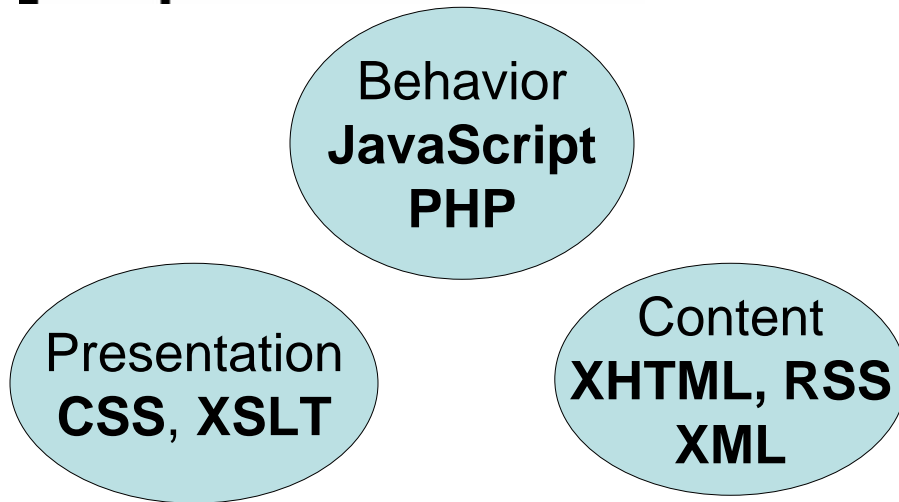 Behavior
JavaScript
PHP
Presentation
CSS, XSLT
Content
XHTML, RSS
XML